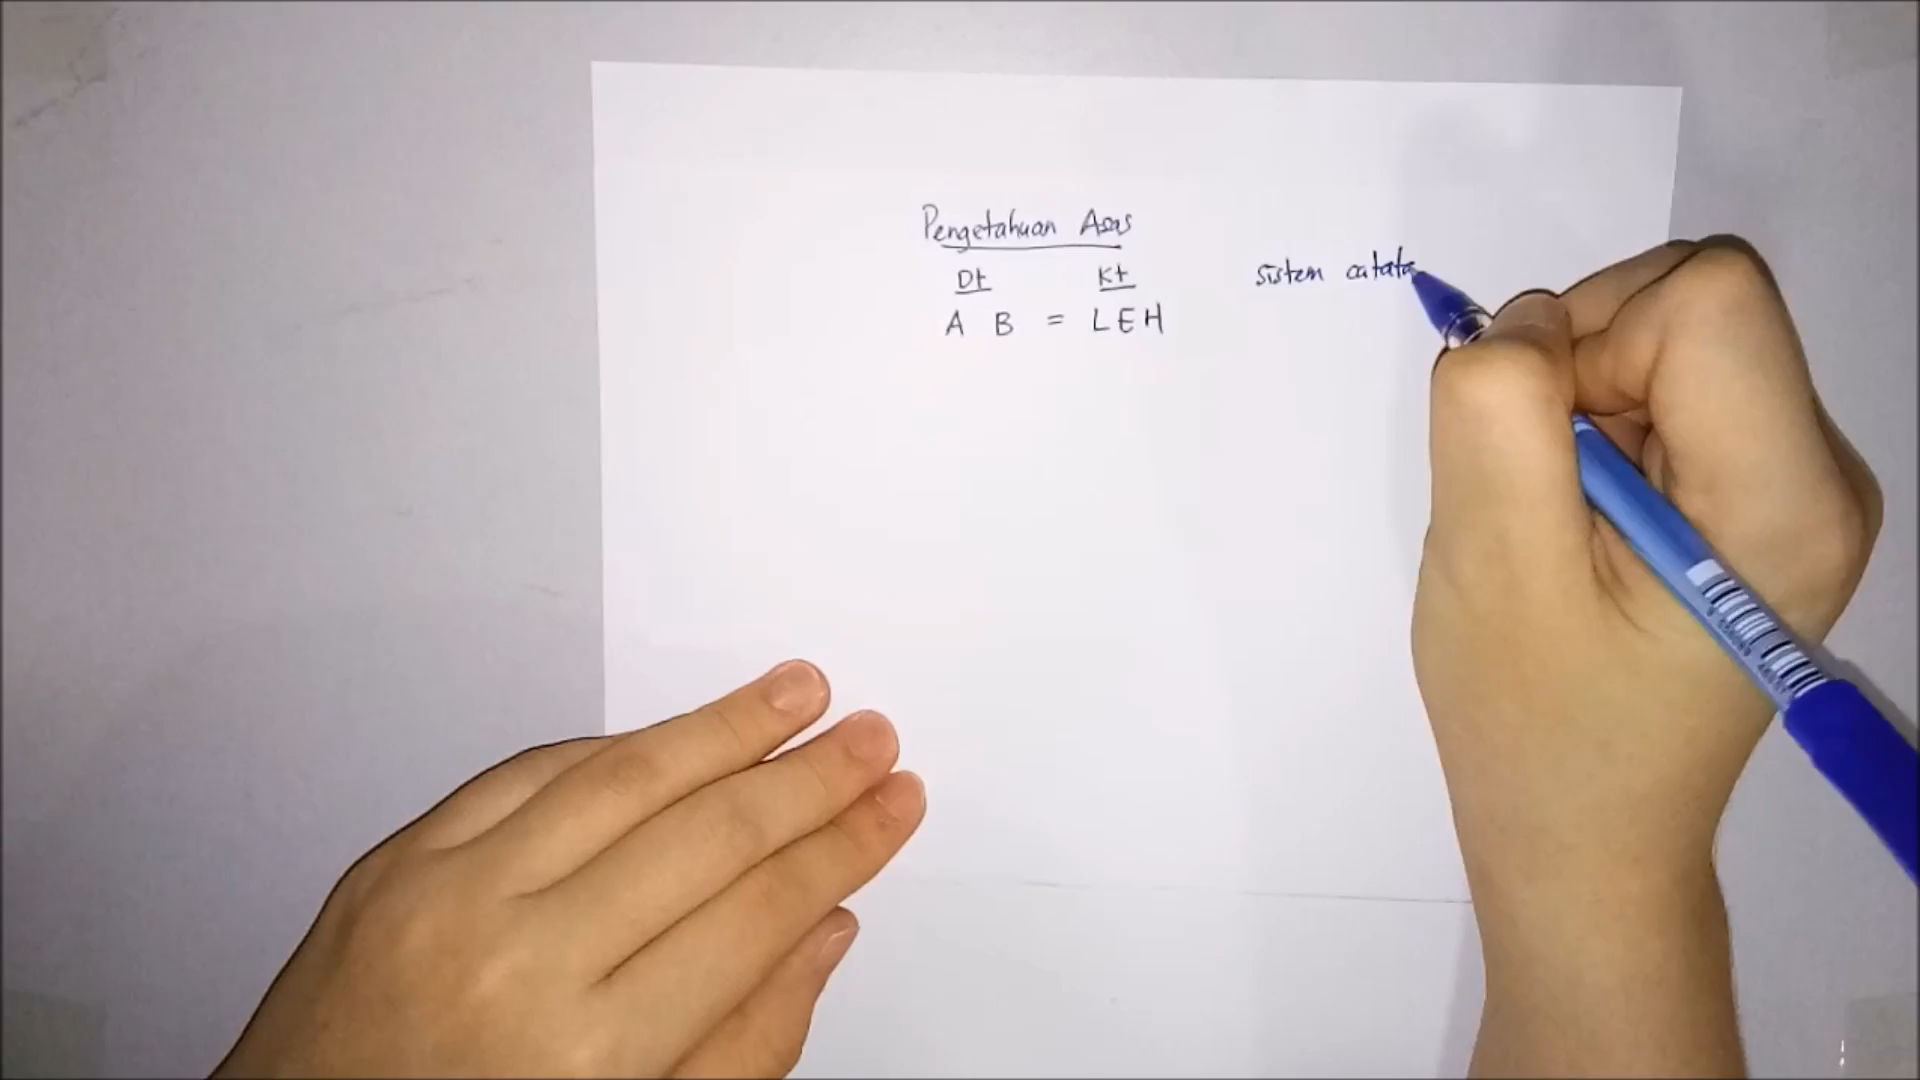 Pengetahuan Asas
Dt Kt sistem catata
A B = L E H